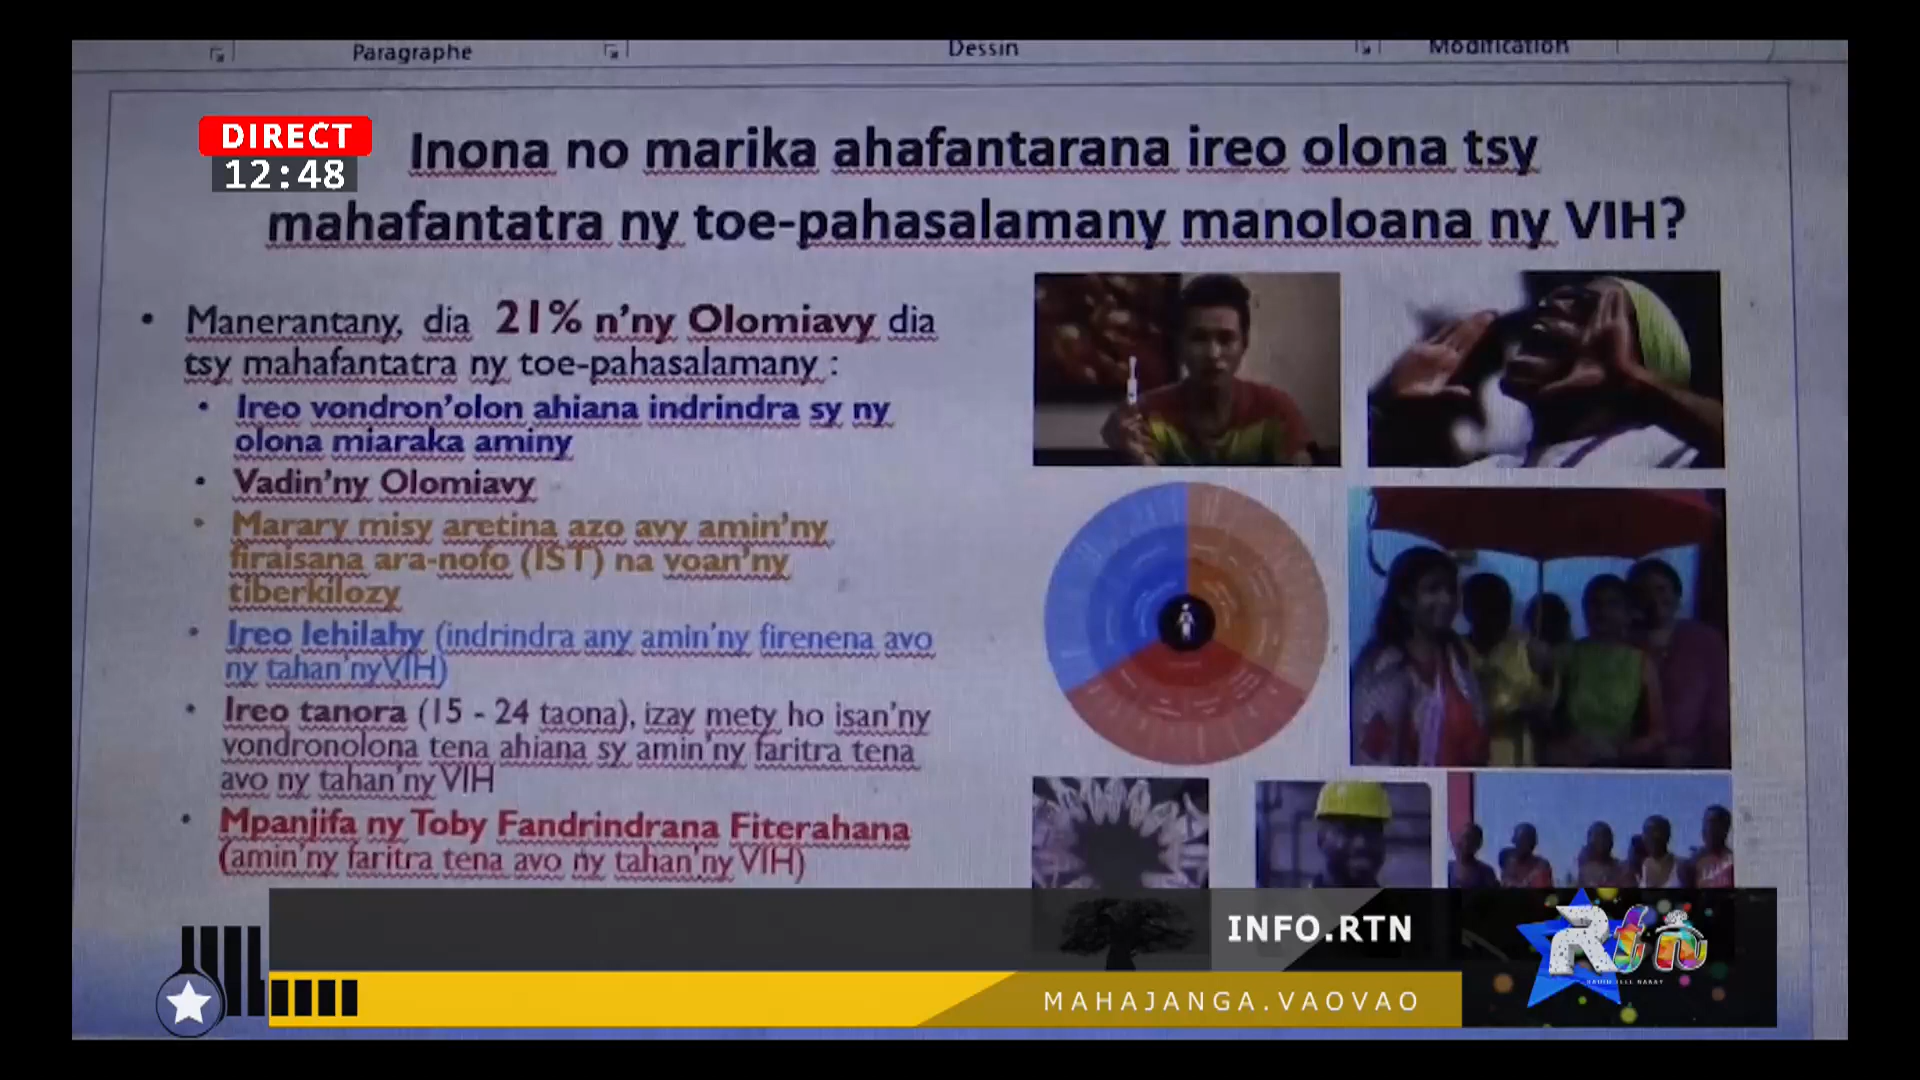 Paragraphe
Dessin
Modification
DIRECT
12:48
Inona no marika ahafantarana ireo olona tsy
mahafantatra ny toe-pahasalamany manoloana ny VIH?
• Manerantany, dia 21% n'ny Olomiavy dia
tsy mahafantatra ny toe-pahasalamany :
• Ireo vondron'olon ahiana indrindra sy ny
olona miaraka aminy
• Vadin'ny Olomiavy
• Marary misy aretina azo avy amin'ny
firaisana ara-nofo (IST) na voan'ny
tiberkilozy
• Ireo lehilahy (indrindra any amin'ny firenena avo
ny tahan'ny VIH)
• Ireo tanora (15 - 24 taona), izay mety ho isan'ny
vondronolona tena ahiana sy amin'ny faritra tena
avo ny tahan'ny VIH
• Mpanjifa ny Toby Fandrindrana Fiterahana
(amin'ny faritra tena avo ny tahan'ny VIH)
INFO.RTN
MAHAJANGA.VAOVAO
Rtn